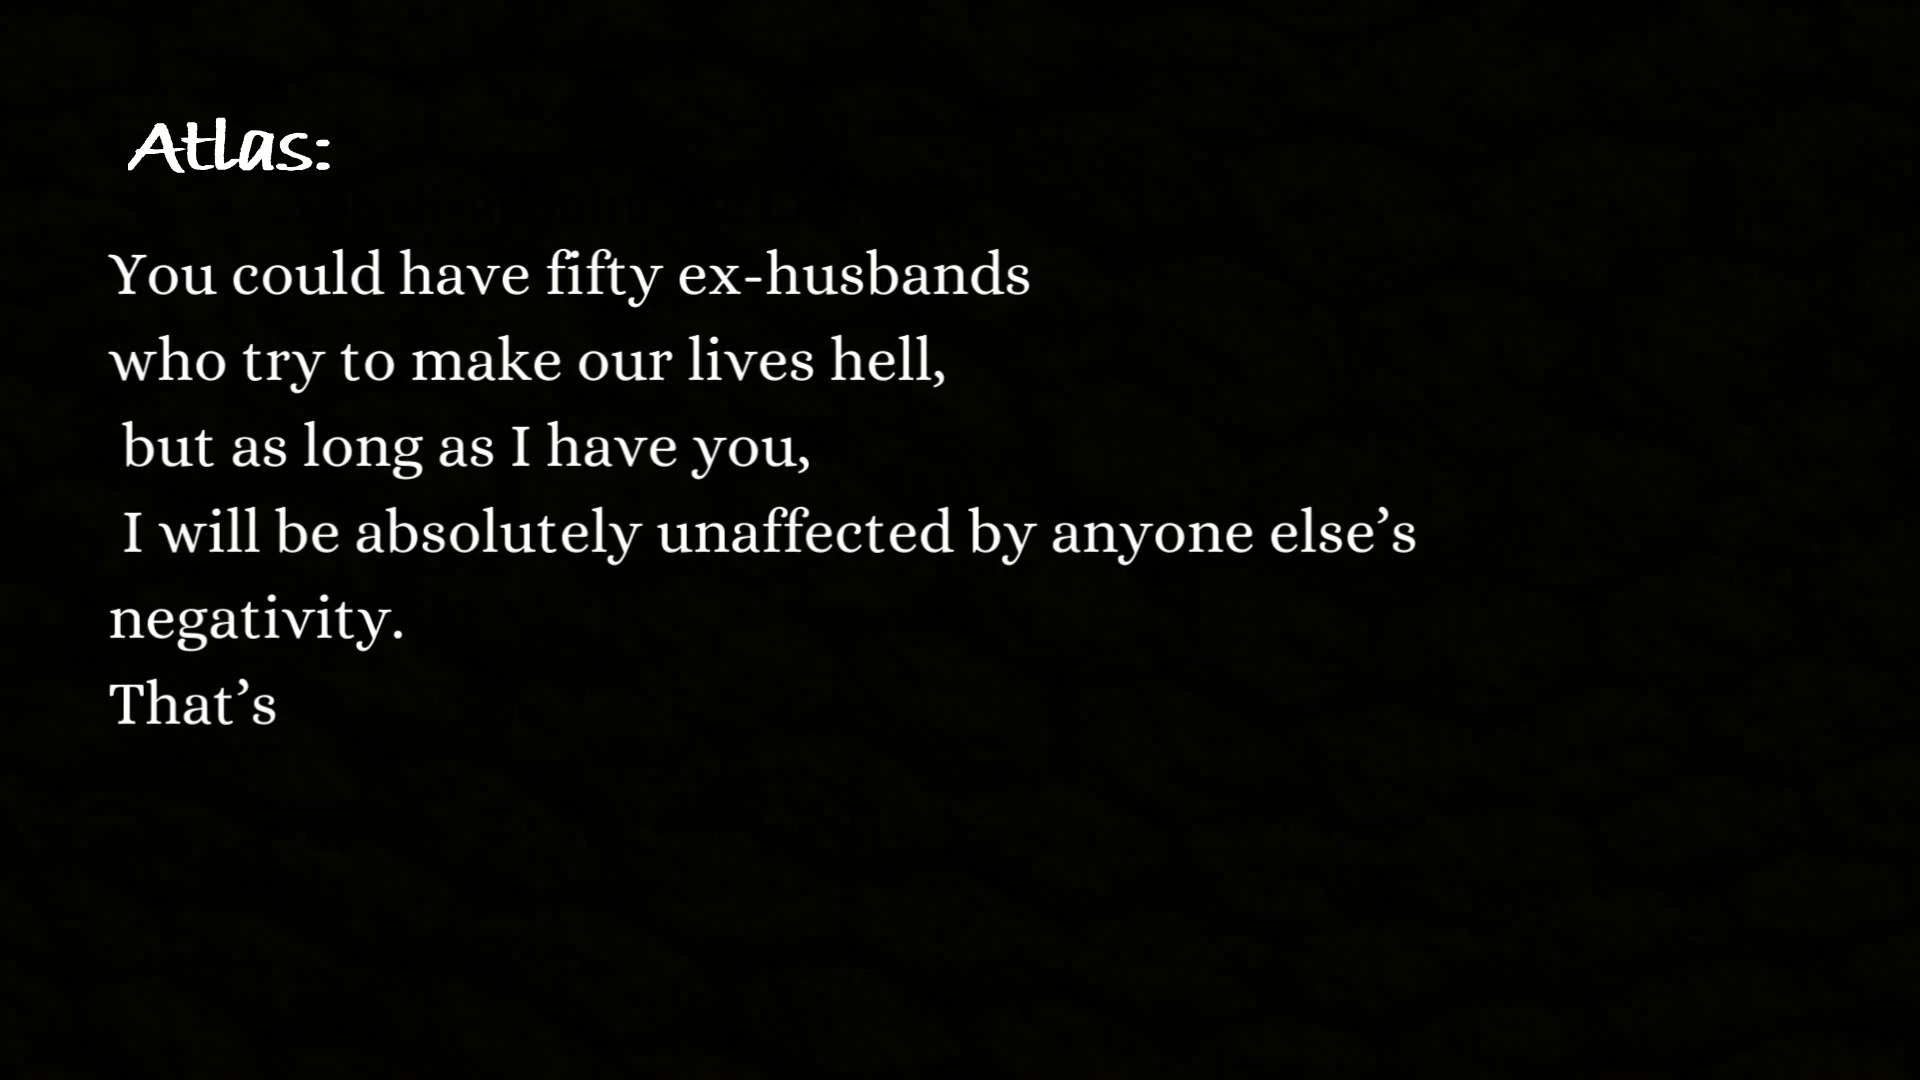 Atlas:
You could have fifty ex-husbands
who try to make our lives hell,
but as long as I have you,
I will be absolutely unaffected by anyone else’s
negativity.
That’s